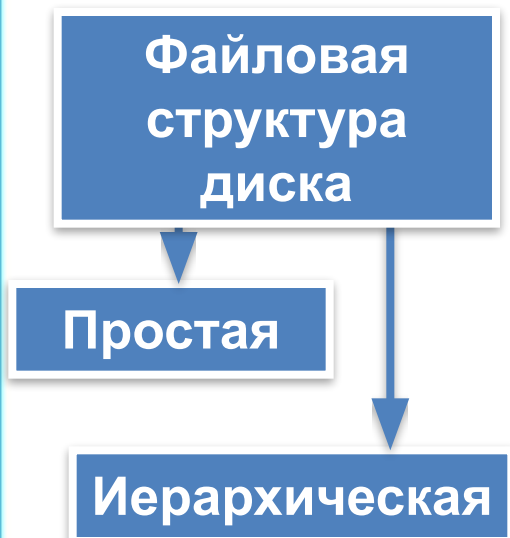 Файловая
структура
диска
Простая
Иерархическая